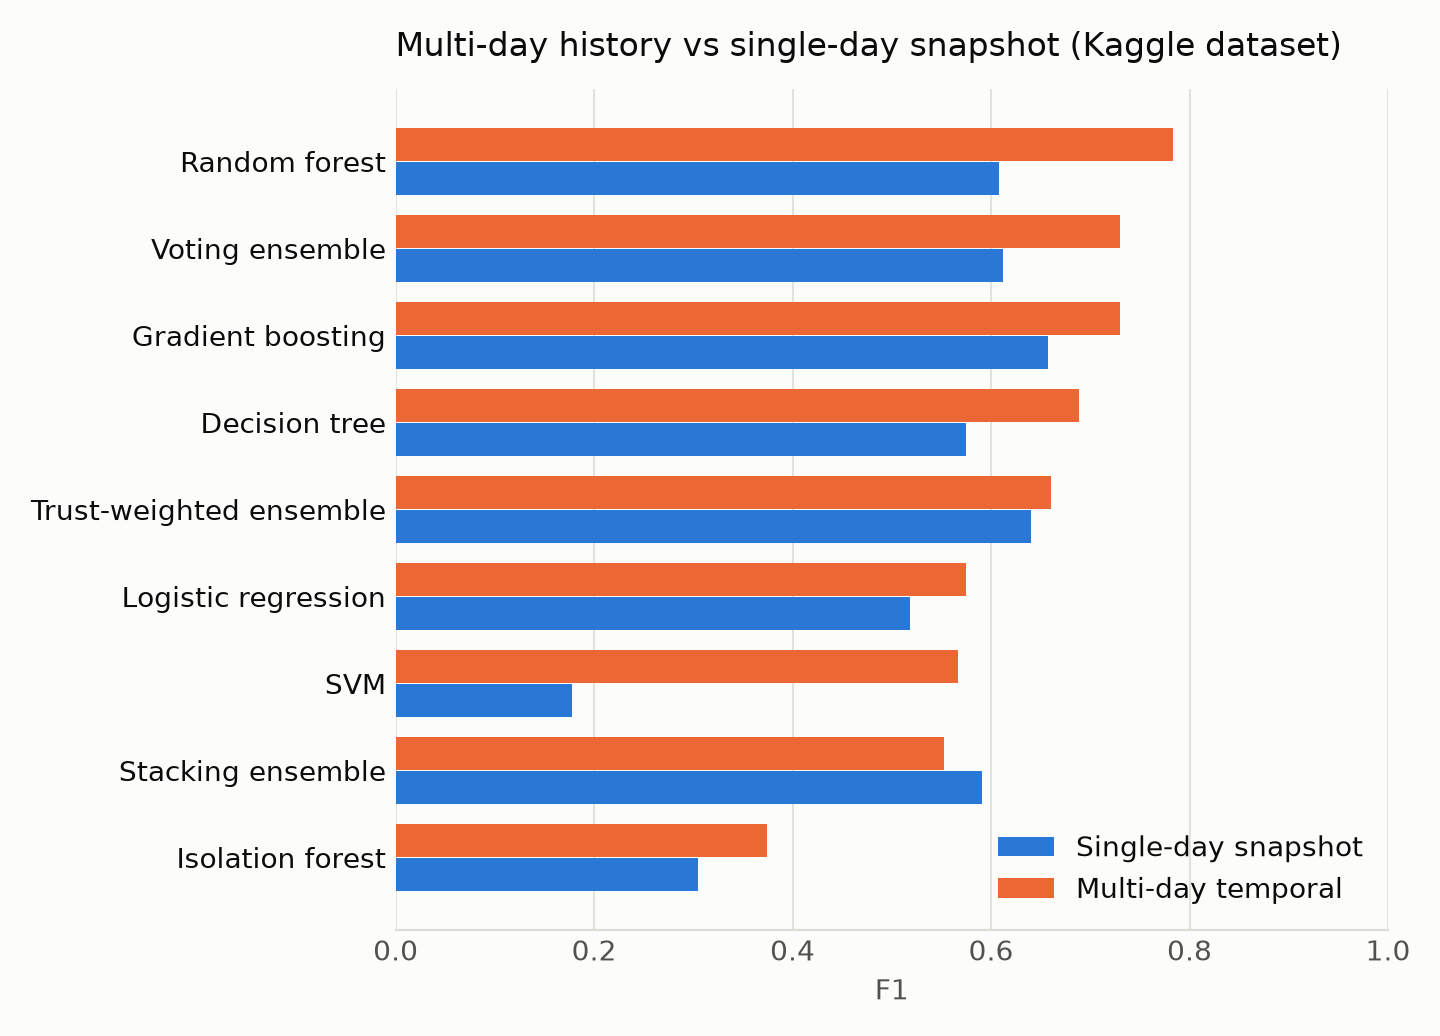 Multi-day history vs single-day snapshot (Kaggle dataset)
Random forest
Voting ensemble
Gradient boosting
Decision tree
Trust-weighted ensemble
Logistic regression
SVM
Stacking ensemble
Isolation forest
Single-day snapshot
Multi-day temporal
0.0 0.2 0.4 0.6 0.8 1.0
F1